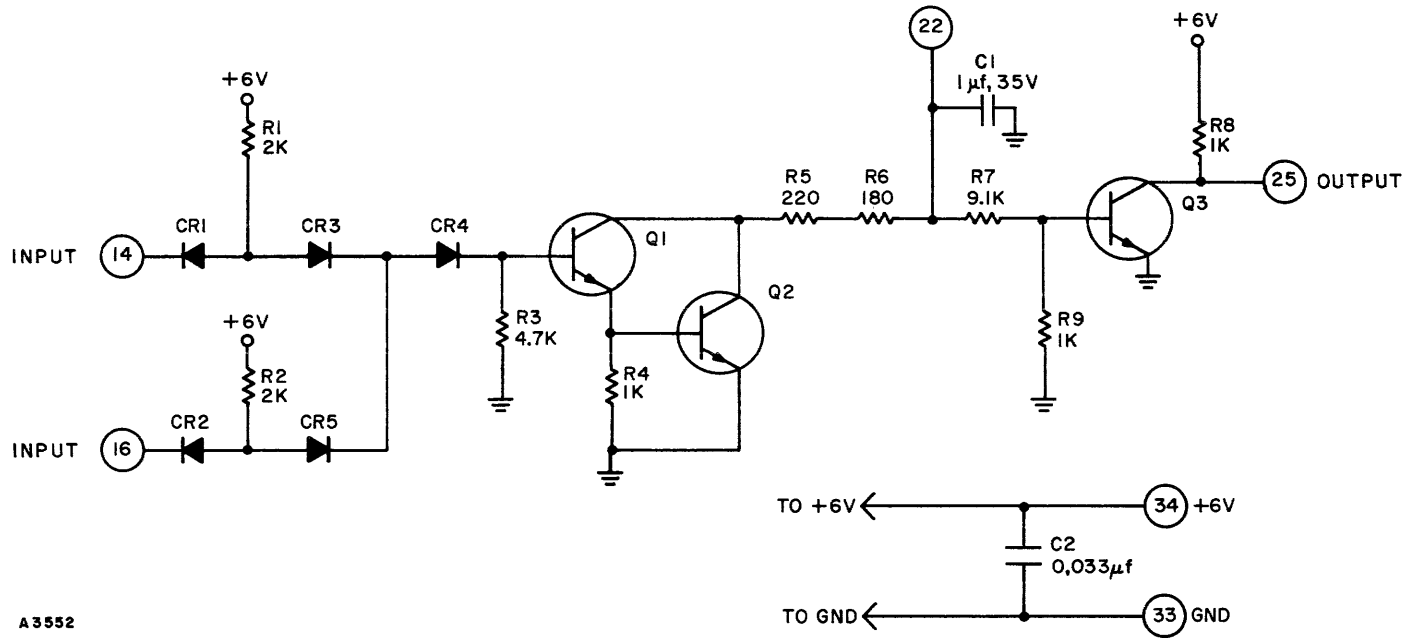 22
+6V
C1
1 µf, 35V
+6V
R1
2K
R8
1K
R5
220
R6
180
R7
9.1K
25 OUTPUT
Q3
INPUT 14
CR1
CR3
CR4
Q1
Q2
+6V
R3
4.7K
R9
1K
R2
2K
R4
1K
INPUT 16
CR2
CR5
TO +6V
34 +6V
C2
0,033µf
TO GND
33 GND
A3552